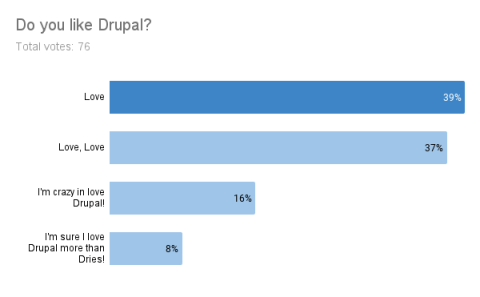 Do you like Drupal?
Total votes: 76
Love
39%
Love, Love
37%
I'm crazy in love
Drupal!
16%
I'm sure I love
Drupal more than
Dries!
8%